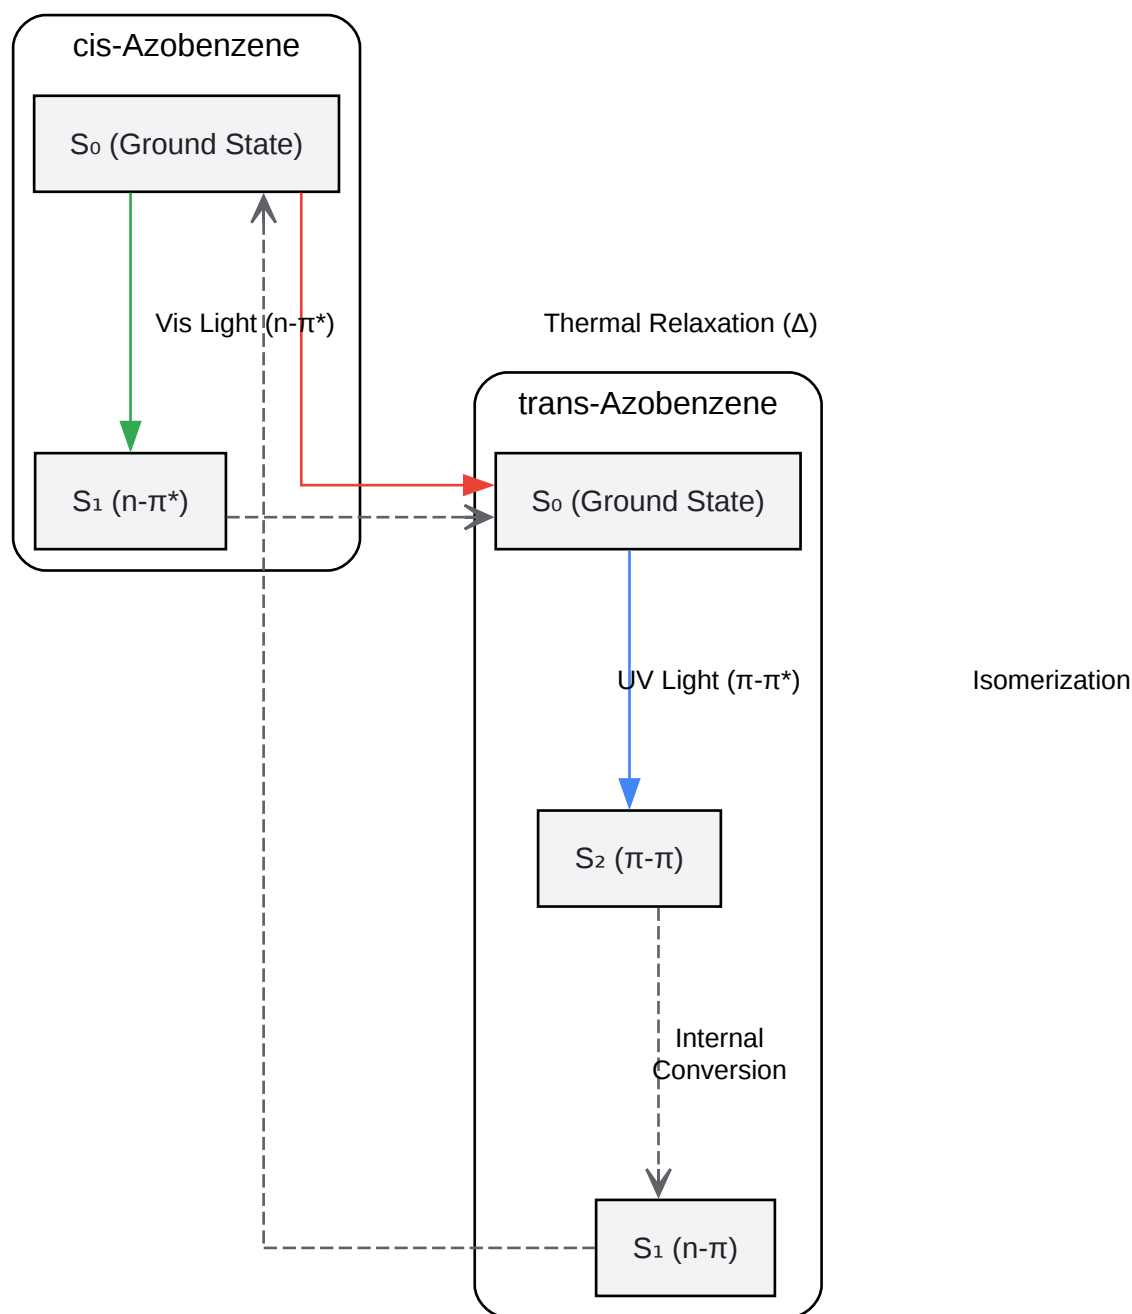 cis-Azobenzene
S₀ (Ground State)
Vis Light (n-π*)
Thermal Relaxation (Δ)
trans-Azobenzene
S₁ (n-π*)
S₀ (Ground State)
UV Light (π-π*)
Isomerization
S₂ (π-π)
Internal
Conversion
S₁ (n-π)